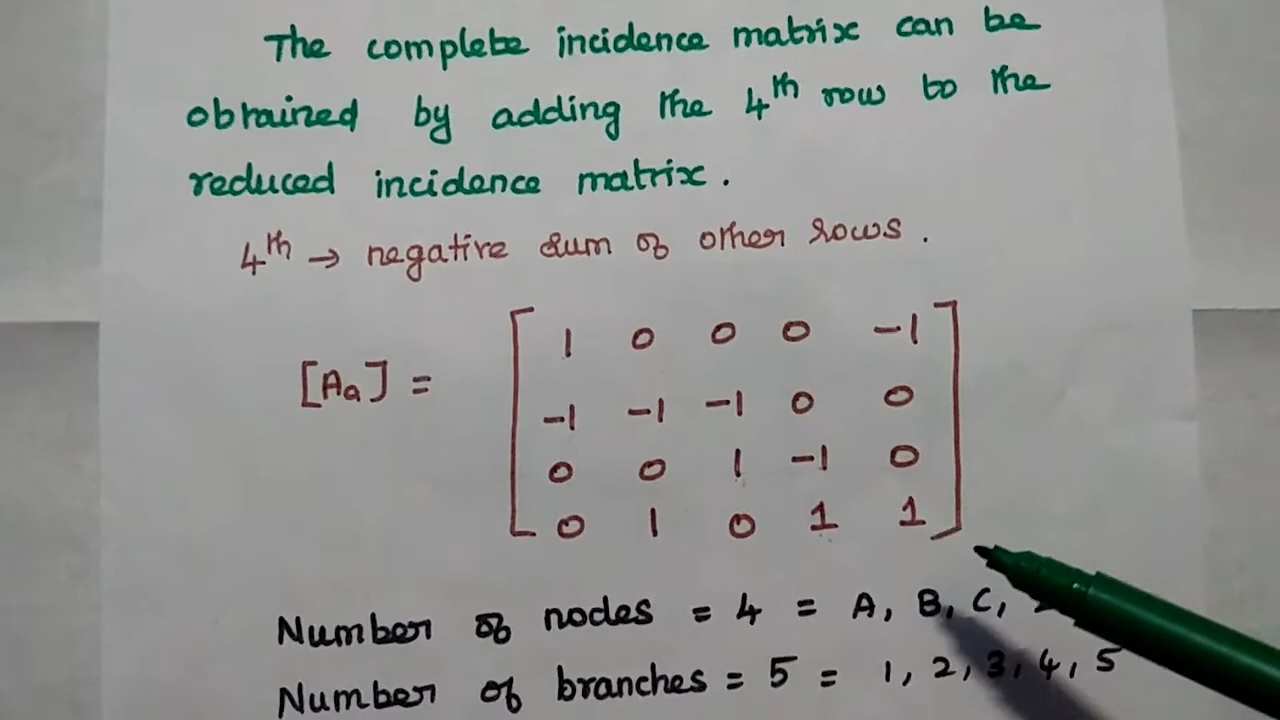 The complete incidence matrix can be
obtained by adding the 4th row to the
reduced incidence matrix.
4th → negative sum of other rows.
[Aa] =
1 0 0 0 -1
-1 -1 -1 0 0
0 0 1 -1 0
0 1 0 1 1
Number of nodes = 4 = A, B, C,
Number of branches = 5 = 1, 2, 3, 4, 5